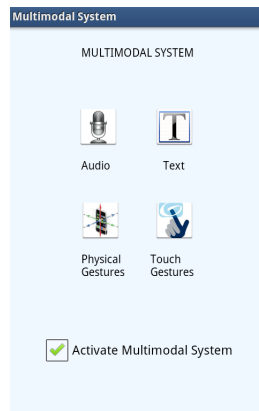 Multimodal System
MULTIMODAL SYSTEM
T
Audio
Text
Physical
Gestures
Touch
Gestures
Activate Multimodal System